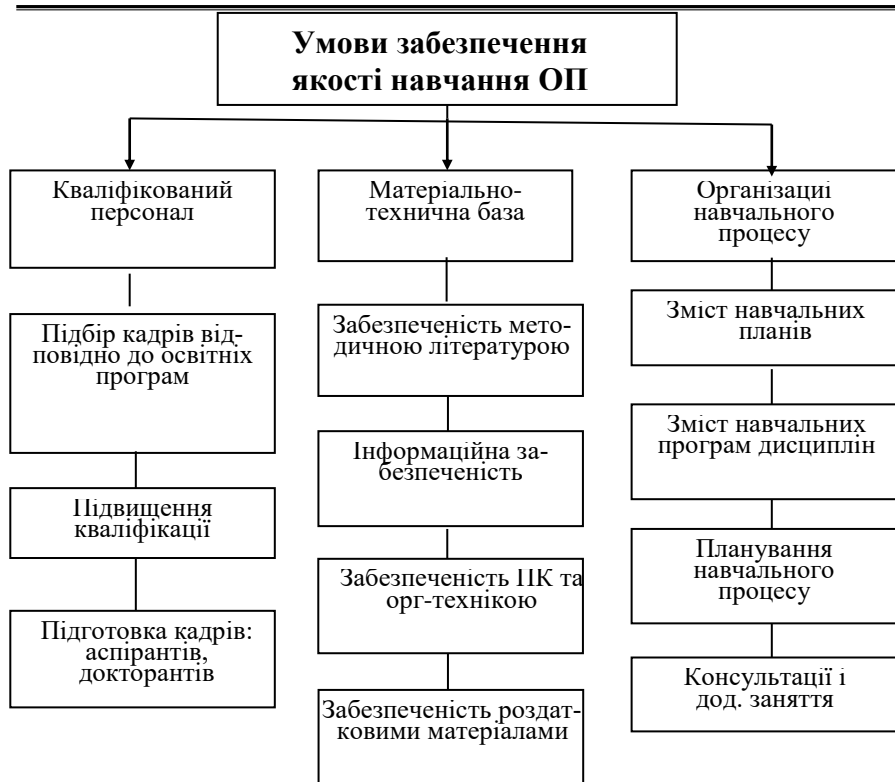 Умови забезпечення
якості навчання ОП
Кваліфікований
персонал
Підбір кадрів від-
повідно до освітніх
програм
Підвищення
кваліфікації
Підготовка кадрів:
аспірантів,
докторантів
Матеріально-
технична база
Забезпеченість мето-
дичною літературою
Інформаційна за-
безпеченість
Забезпеченість ПК та
орг-технікою
Забезпеченість роздат-
ковими матеріалами
Організациі
навчального
процесу
Зміст навчальних
планів
Зміст навчальних
програм дисциплін
Планування
навчального
процесу
Консультації і
дод. заняття